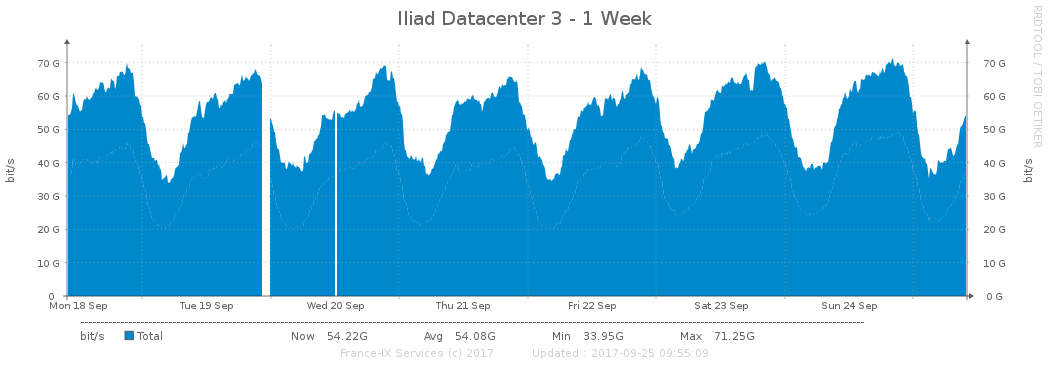 Iliad Datacenter 3 - 1 Week
RRDTOOL / TOBI OETIKER
bit/s
70 G 70 G
60 G 60 G
50 G 50 G
40 G 40 G
30 G 30 G
20 G 20 G
10 G 10 G
0 0 G
bit/s
Mon 18 Sep Tue 19 Sep Wed 20 Sep Thu 21 Sep Fri 22 Sep Sat 23 Sep Sun 24 Sep
bit/s Total Now 54.22G Avg 54.08G Min 33.95G Max 71.25G
France-IX Services (c) 2017 Updated : 2017-09-25 09:55:09